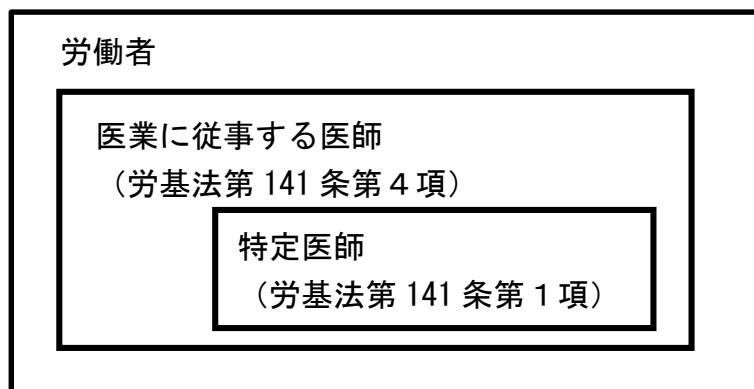 労働者
医業に従事する医師
（労基法第 141 条第４項）
特定医師
（労基法第 141 条第１項）